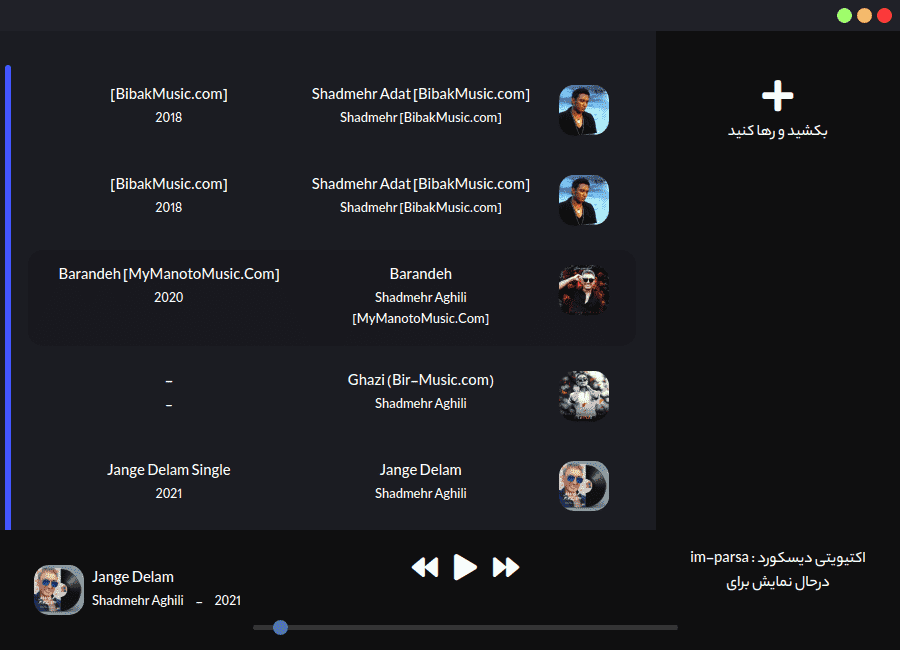 بکشید و رها کنید
Shadmehr Adat [BibakMusic.com]
Shadmehr [BibakMusic.com]
[BibakMusic.com]
2018
Shadmehr Adat [BibakMusic.com]
Shadmehr [BibakMusic.com]
[BibakMusic.com]
2018
Barandeh
Shadmehr Aghili
[MyManotoMusic.Com]
Barandeh [MyManotoMusic.Com]
2020
Ghazi (Bir-Music.com)
Shadmehr Aghili
-
-
Jange Delam
Shadmehr Aghili
Jange Delam Single
2021
Jange Delam
Shadmehr Aghili - 2021
اکتیویتی دیسکورد : im-parsa
درحال نمایش برای